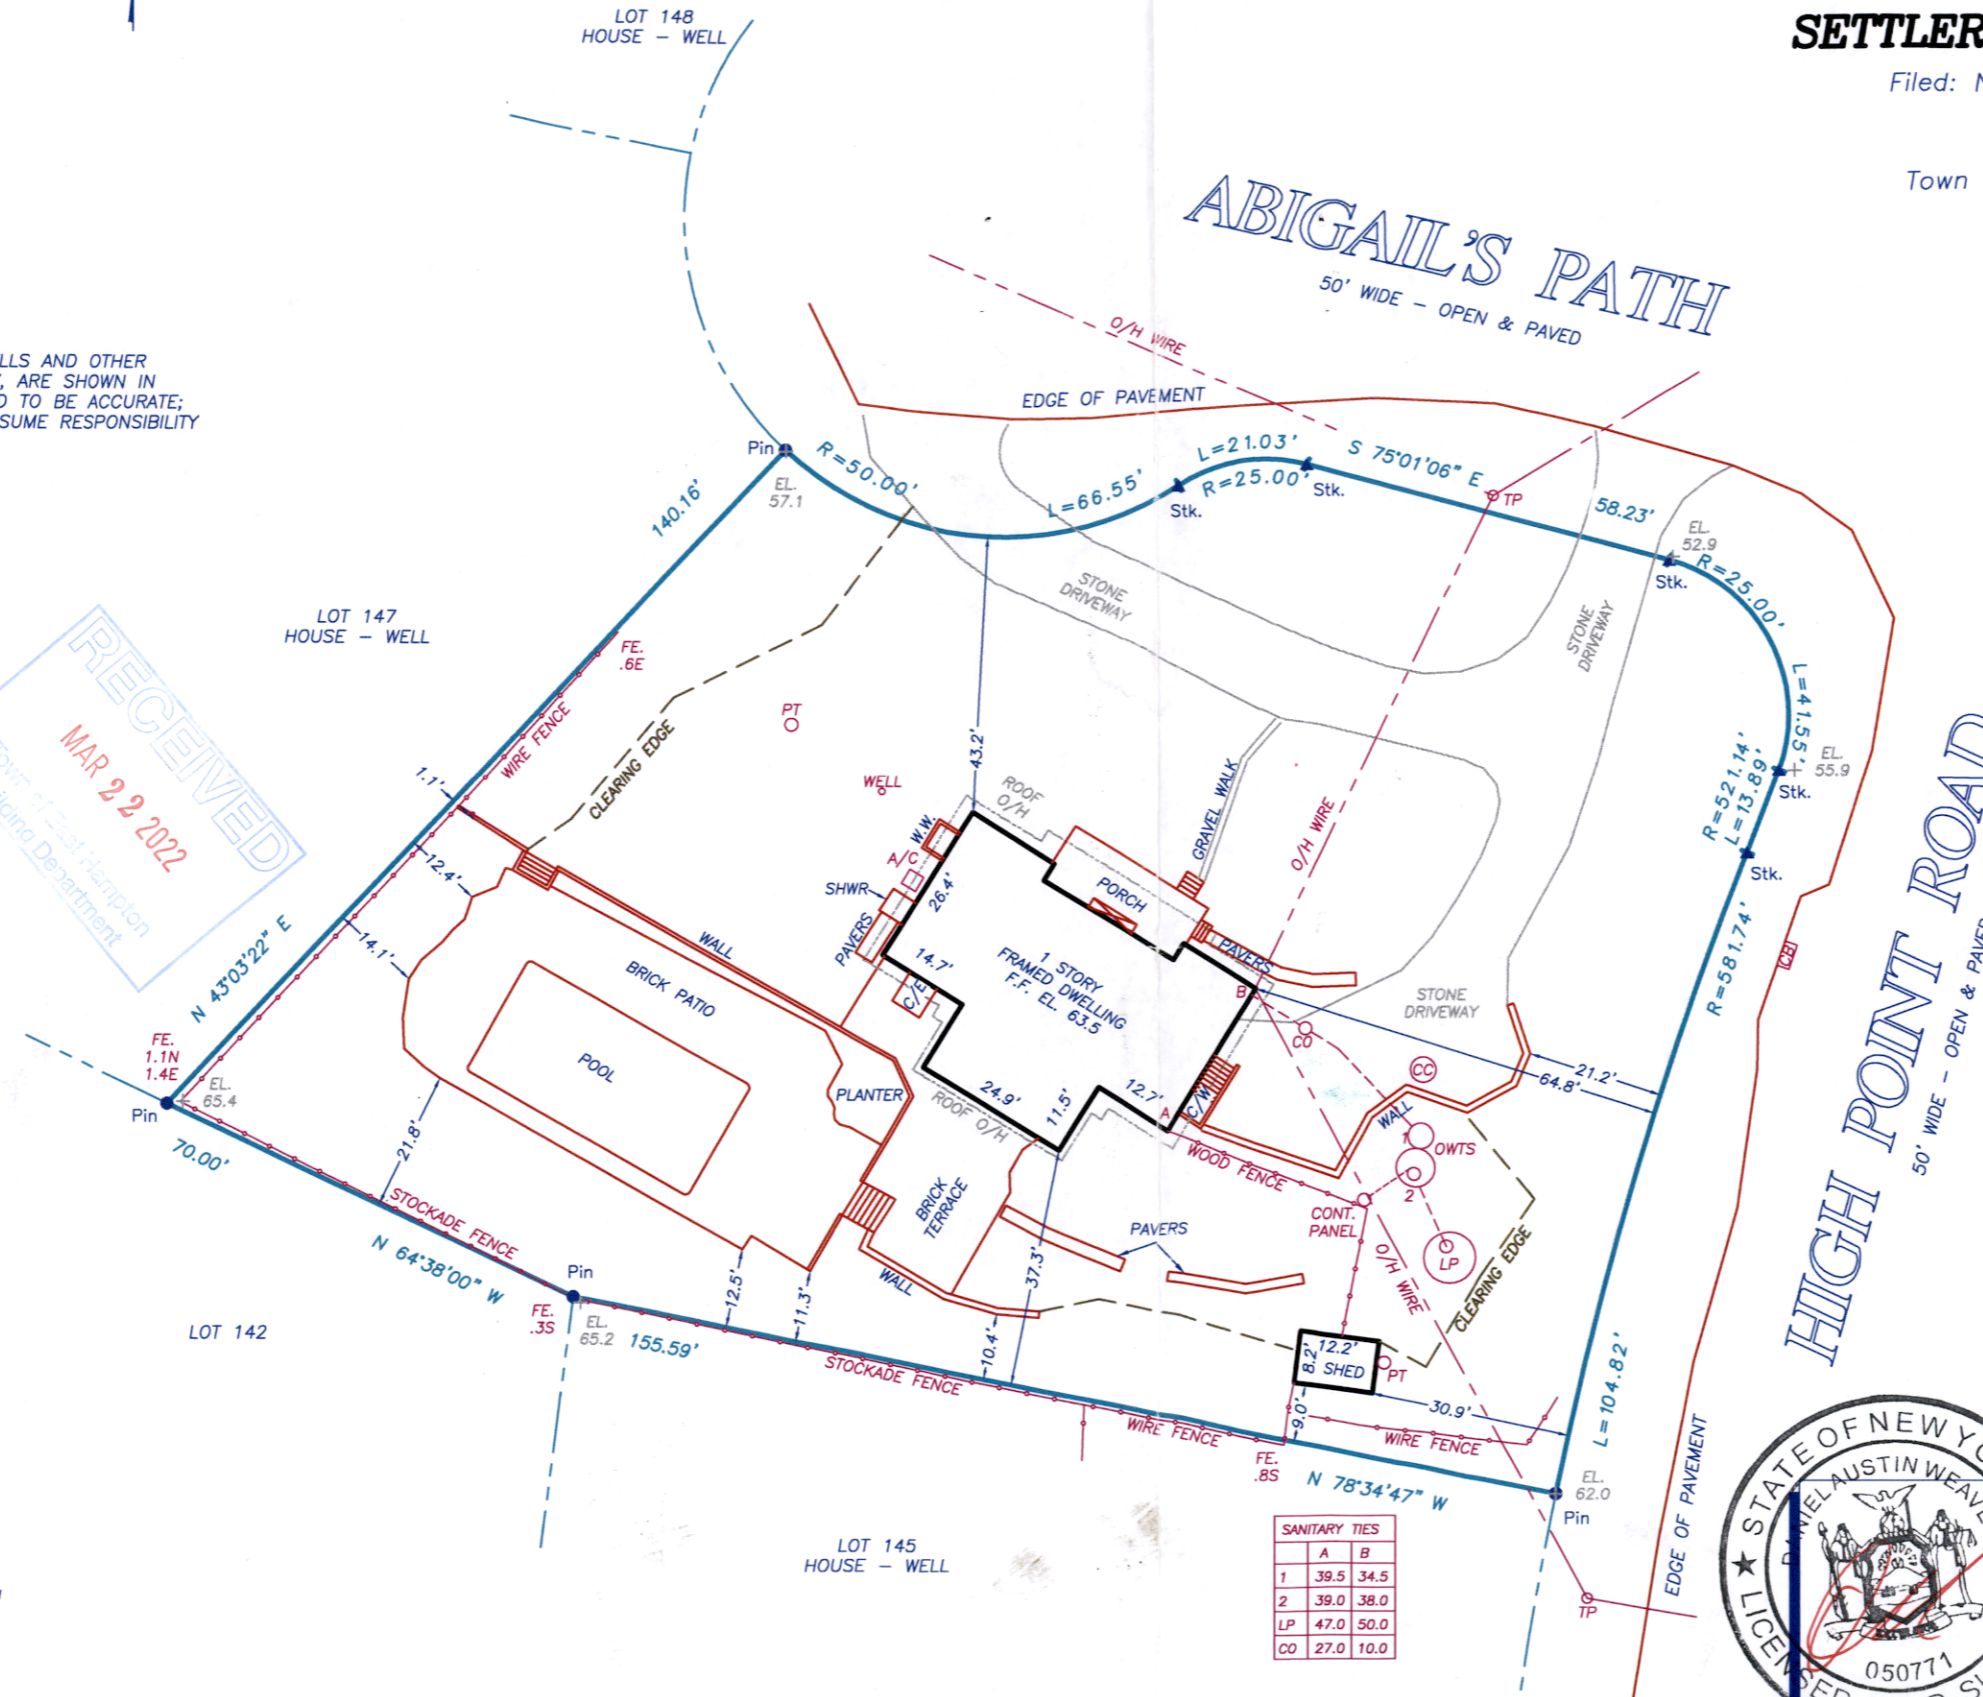 LOT 148
HOUSE – WELL
SETTLER
Filed:
Town
ABIGAIL'S PATH
50' WIDE – OPEN & PAVED
O/H WIRE
EDGE OF PAVEMENT
LLS AND OTHER
, ARE SHOWN IN
D TO BE ACCURATE;
SUME RESPONSIBILITY
Pin
R=50.00'
L=66.55'
L=21.03'
R=25.00'
S 75°01'06" E
58.23'
Stk.
Stk.
TP
EL.
57.1
EL.
52.9
Stk.
R=25.00'
L=41.55'
140.16'
STONE
DRIVEWAY
STONE
DRIVEWAY
LOT 147
HOUSE – WELL
FE.
.6E
WIRE FENCE
CLEARING EDGE
PT
WELL
43.2'
ROOF
O/H
GRAVEL WALK
O/H WIRE
EL.
55.9
Stk.
R=521.14'
L=13.89'
Stk.
RECEIVED
MAR 22 2022
Town of East Hampton
Building Department
1.1'
12.4'
14.1'
N 43°03'22" E
W.W.
A/C
SHWR
PAVERS
26.4'
14.7'
C/E
PORCH
PAVERS
1 STORY
FRAMED DWELLING
F.F. EL. 63.5
B
WALL
BRICK PATIO
POOL
PLANTER
24.9'
11.5'
12.7'
A
C/W
ROOF O/H
CO
CC
STONE
DRIVEWAY
21.2'
64.8'
R=581.74'
CB
HIGH POINT ROAD
50' WIDE – OPEN & PAVED
FE.
1.1N
1.4E
EL.
65.4
Pin
70.00'
21.8'
STOCKADE FENCE
N 64°38'00" W
WALL
1
OWTS
2
WOOD FENCE
CONT.
PANEL
LP
BRICK
TERRACE
PAVERS
O/H WIRE
CLEARING EDGE
WALL
37.3'
12.5'
11.3'
10.4'
Pin
FE.
.3S
EL.
65.2
155.59'
STOCKADE FENCE
12.2'
8.2'
SHED
PT
30.9'
9.0'
WIRE FENCE
WIRE FENCE
FE.
.8S
N 78°34'47" W
L=104.82'
EL.
62.0
Pin
EDGE OF PAVEMENT
TP
LOT 142
LOT 145
HOUSE – WELL
SANITARY TIES
A B
1 39.5 34.5
2 39.0 38.0
LP 47.0 50.0
CO 27.0 10.0
STATE OF NEW YO
DANIEL AUSTIN WEAVE
LICENSED
050771